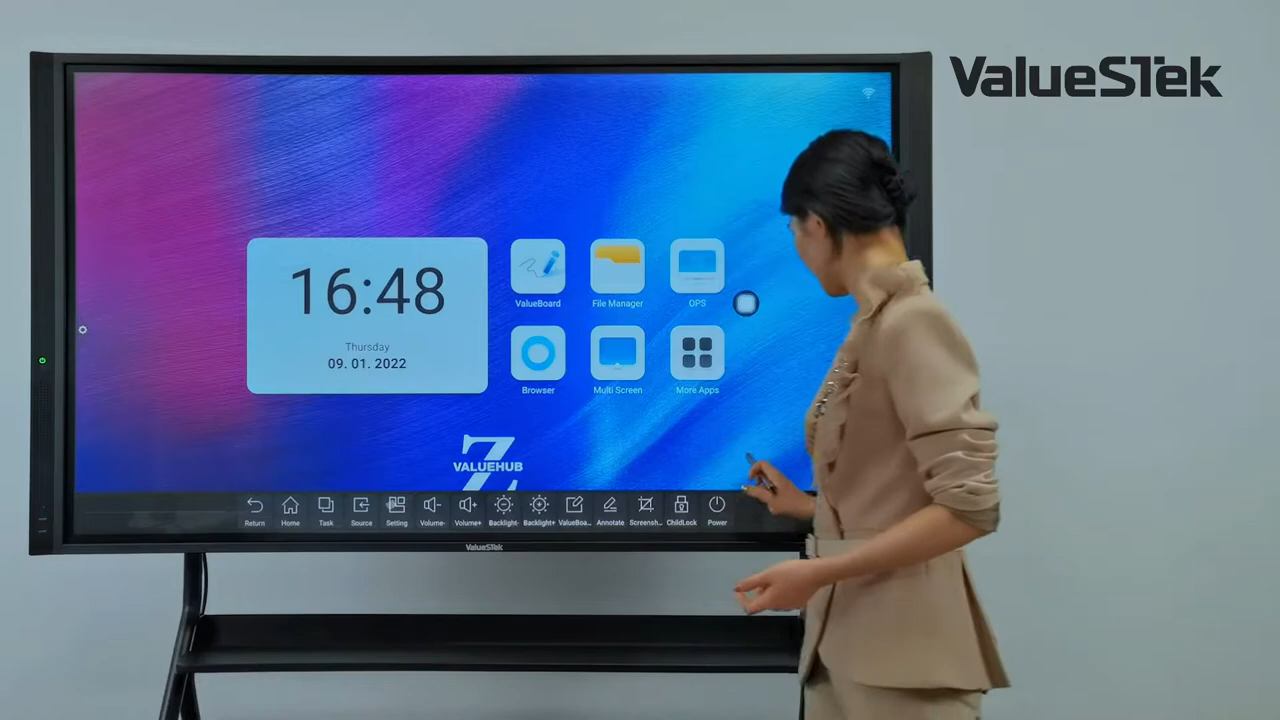 ValueSTek
16:48
Thursday
09. 01. 2022
ValueBoard
File Manager
OPS
Browser
Multi Screen
More Apps
Z
VALUEHUB
Return
Home
Task
Source
Setting
Volume-
Volume+
Backlight-
Backlight+
ValueBoa...
Annotate
Screensh...
ChildLock
Power
ValueSTek